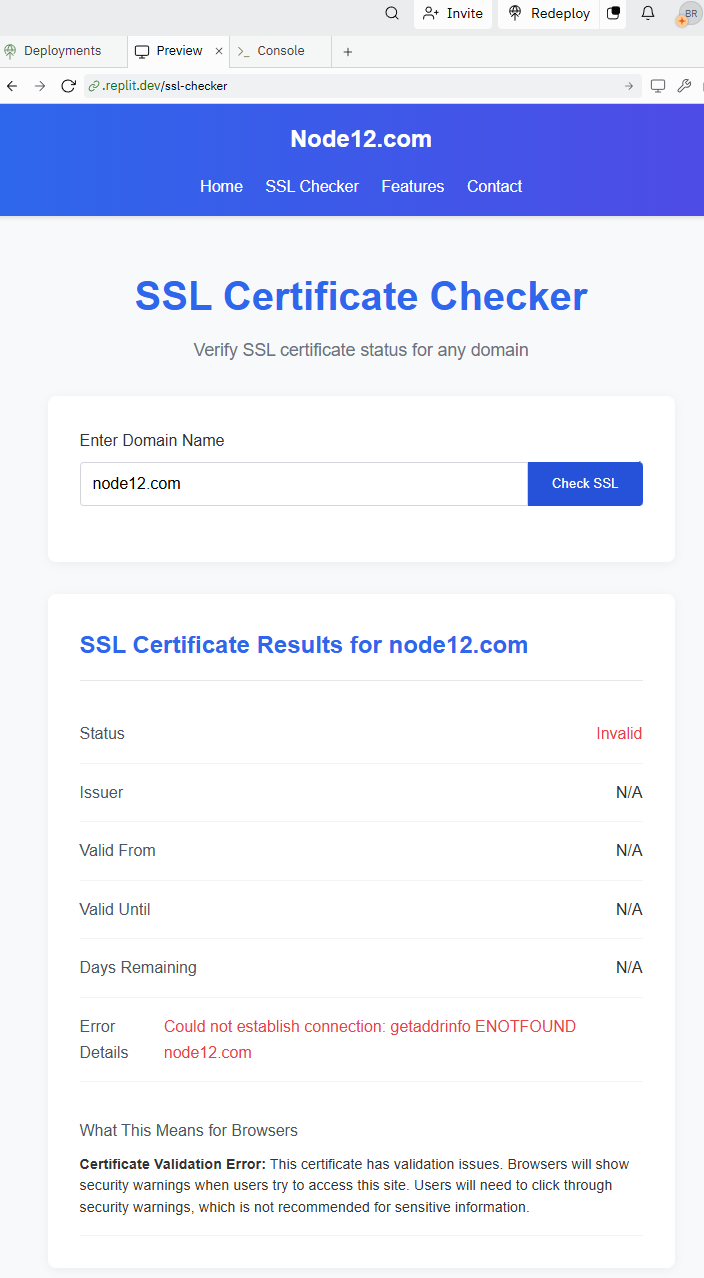 Invite
Redeploy
BR
Deployments
Preview
Console
.replit.dev/ssl-checker
Node12.com
Home SSL Checker Features Contact
SSL Certificate Checker
Verify SSL certificate status for any domain
Enter Domain Name
node12.com
Check SSL
SSL Certificate Results for node12.com
Status Invalid
Issuer N/A
Valid From N/A
Valid Until N/A
Days Remaining N/A
Error Details
Could not establish connection: getaddrinfo ENOTFOUND
node12.com
What This Means for Browsers
Certificate Validation Error: This certificate has validation issues. Browsers will show
security warnings when users try to access this site. Users will need to click through
security warnings, which is not recommended for sensitive information.